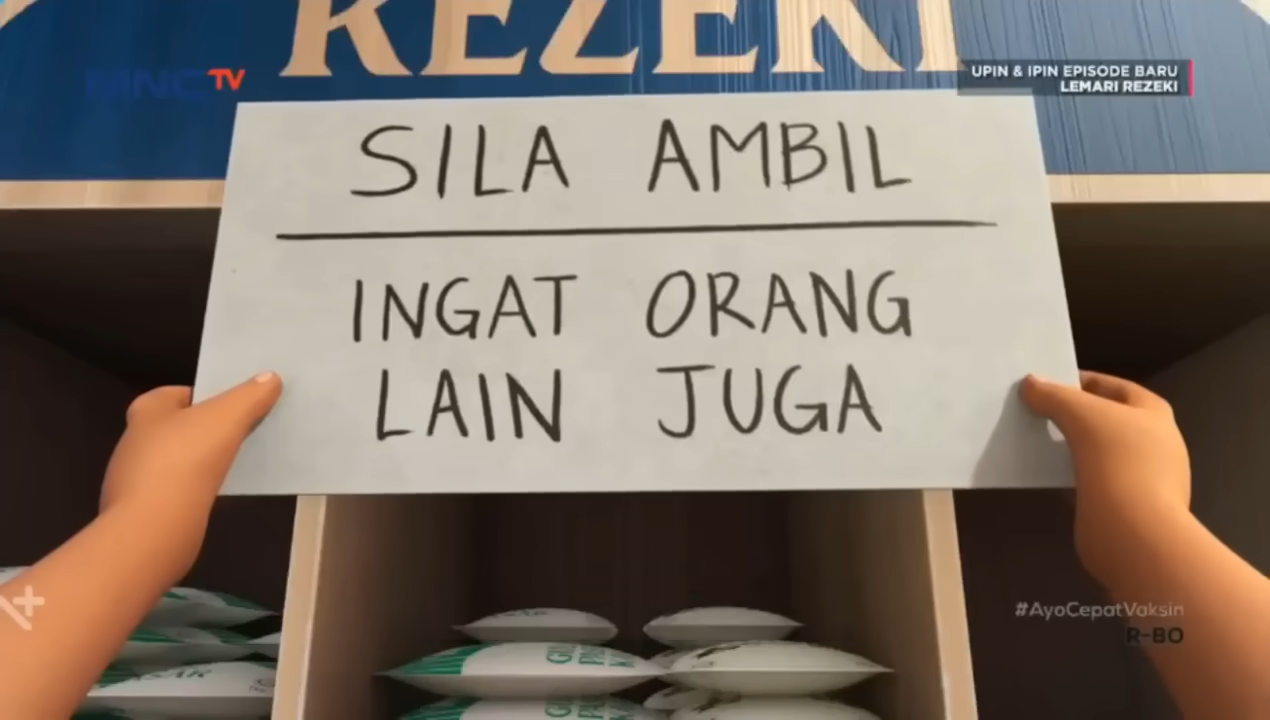 REZEKI
MNCTV
UPIN & IPIN EPISODE BARU
LEMARI REZEKI
SILA AMBIL
INGAT ORANG
LAIN JUGA
#AyoCepatVaksin
R-BO